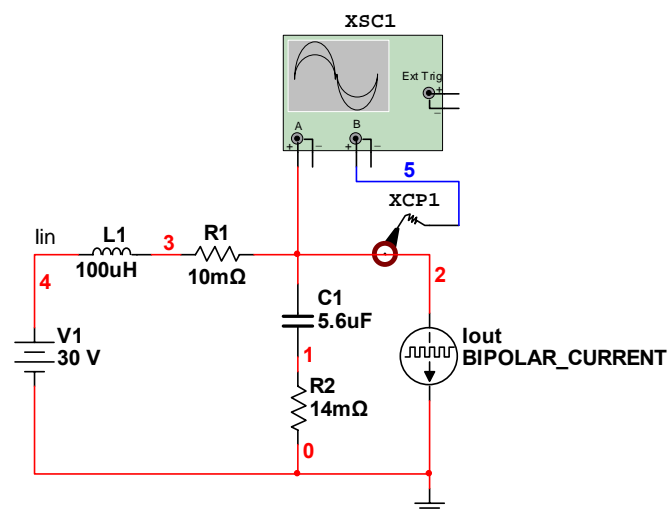 XSC1
Ext Trig
+
−
A
B
+ −
+ −
5
XCP1
Iin
L1
3
R1
4
100uH
10mΩ
2
C1
5.6uF
V1
30 V
1
Iout
BIPOLAR_CURRENT
R2
14mΩ
0